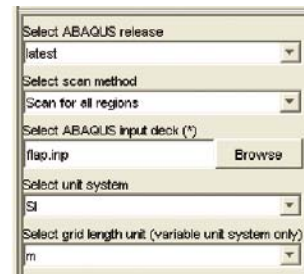 Select ABAQUS release
latest
Select scan method
Scan for all regions
Select ABAQUS input deck (*)
flap.inp Browse
Select unit system
SI
Select grid length unit (variable unit system only)
m